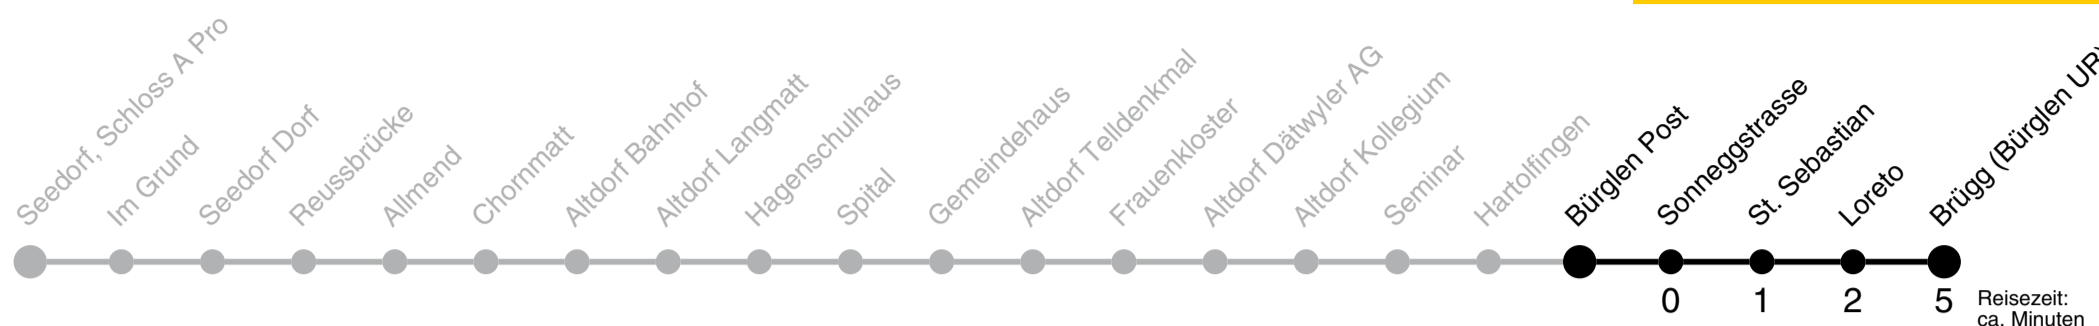 Seedorf, Schloss A Pro
Im Grund
Seedorf Dorf
Reussbrücke
Allmend
Chornmatt
Altdorf Bahnhof
Altdorf Langmatt
Hagenschulhaus
Spital
Gemeindehaus
Altdorf Telldenkmal
Frauenkloster
Altdorf Dätwyler AG
Altdorf Kollegium
Seminar
Hartolfingen
Bürglen Post
Sonneggstrasse
St. Sebastian
Loreto
Brügg (Bürglen UR)
0 1 2 5
Reisezeit:
ca. Minuten